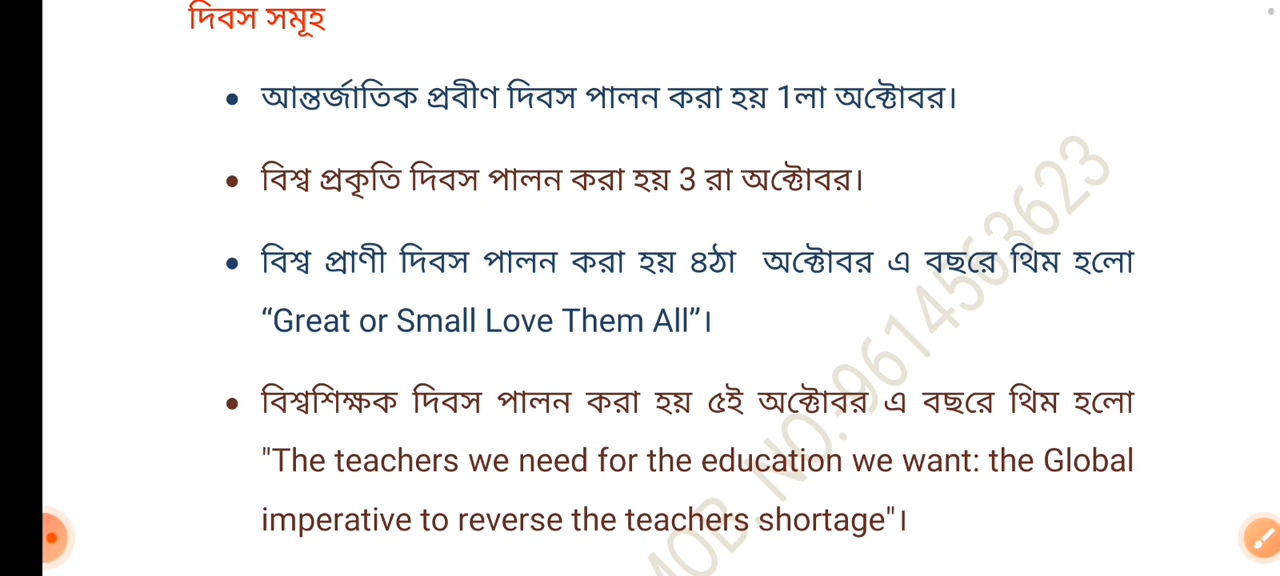 দিবস সমূহ
• আন্তর্জাতিক প্রবীণ দিবস পালন করা হয় 1লা অক্টোবর।
• বিশ্ব প্রকৃতি দিবস পালন করা হয় 3 রা অক্টোবর।
• বিশ্ব প্রাণী দিবস পালন করা হয় ৪ঠা অক্টোবর এ বছরে থিম হলো
“Great or Small Love Them All”।
• বিশ্বশিক্ষক দিবস পালন করা হয় ৫ই অক্টোবর এ বছরে থিম হলো
"The teachers we need for the education we want: the Global
imperative to reverse the teachers shortage"।
MOB. NO.:9614563623